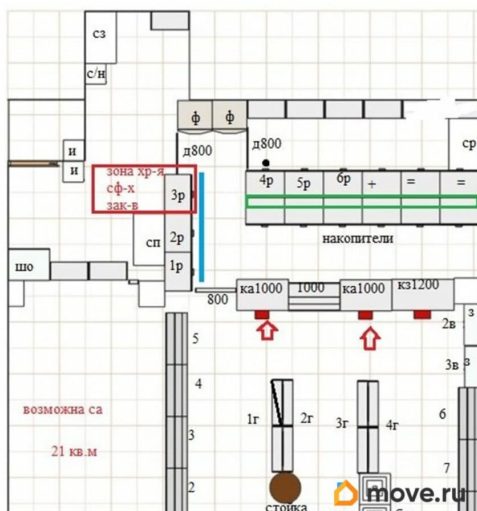 сз
с/н
ф ф
д800 д800
ср
и
и
зона хр-я
сф-х
зак-в
3р
4р 5р 6р + = =
2р
сп
накопители
1р
шо
800
ка1000 1000 ка1000 кз1200
з
2в
3в з
5
4
3
2
возможна са
21 кв.м
1г 2г 3г 4г
6
7
стойка
move.ru